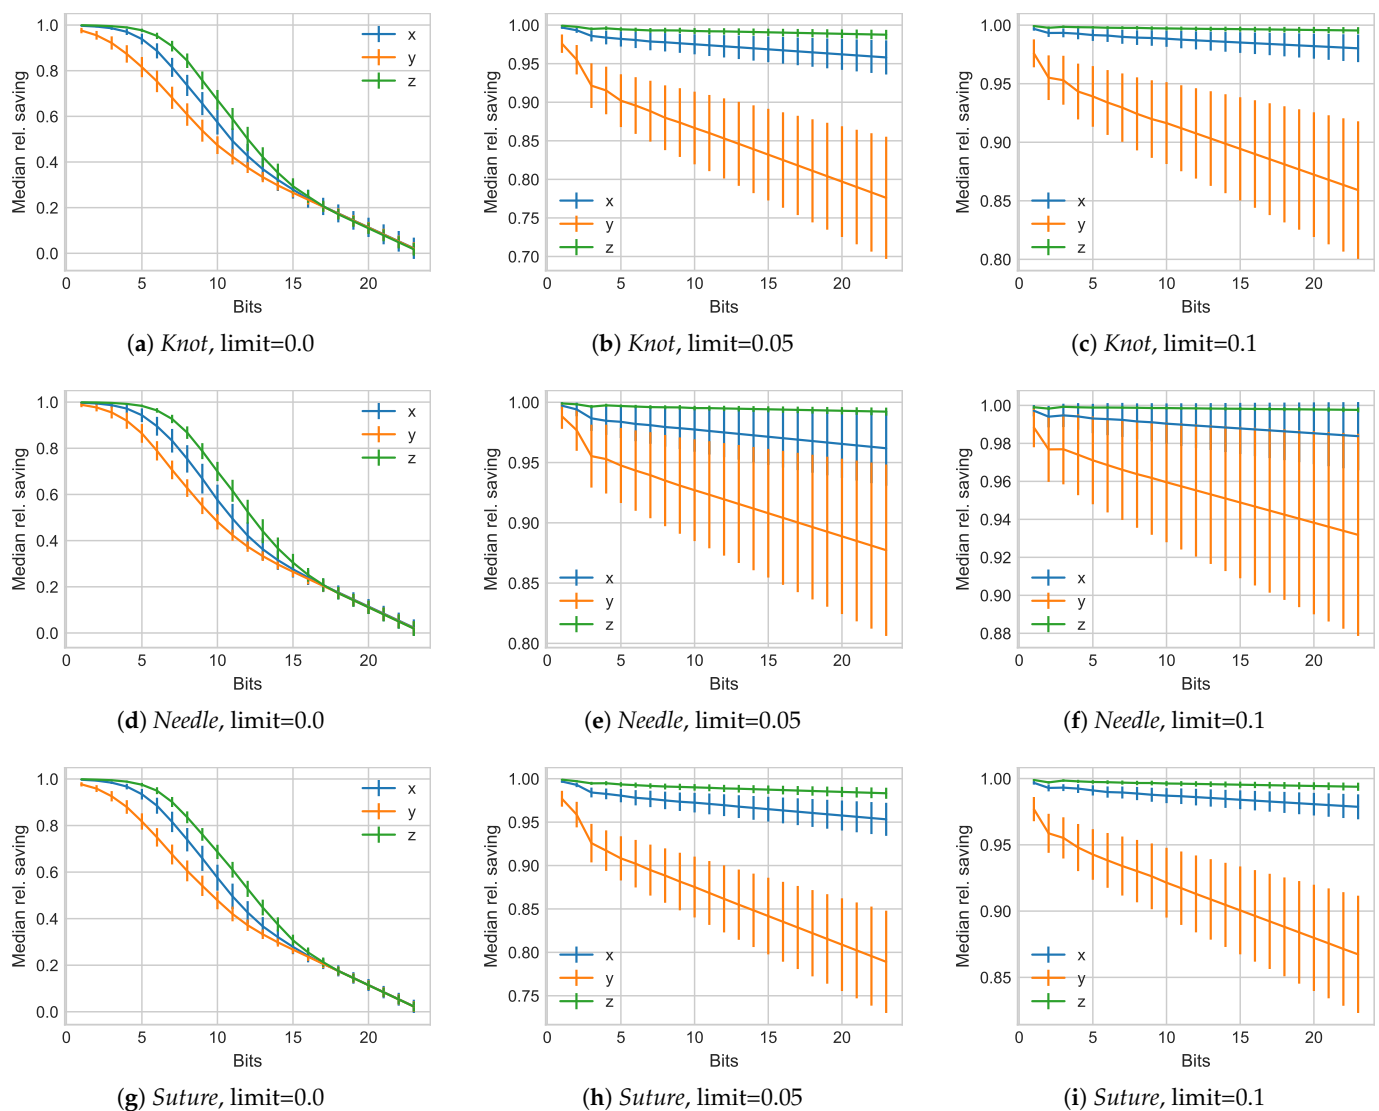 Median rel. saving
1.0
0.8
0.6
0.4
0.2
0.0
x
y
z
0 5 10 15 20
Bits
(a) Knot, limit=0.0
Median rel. saving
1.00
0.95
0.90
0.85
0.80
0.75
0.70
x
y
z
0 5 10 15 20
Bits
(b) Knot, limit=0.05
Median rel. saving
1.00
0.95
0.90
0.85
0.80
x
y
z
0 5 10 15 20
Bits
(c) Knot, limit=0.1
Median rel. saving
1.0
0.8
0.6
0.4
0.2
0.0
x
y
z
0 5 10 15 20
Bits
(d) Needle, limit=0.0
Median rel. saving
1.00
0.95
0.90
0.85
0.80
x
y
z
0 5 10 15 20
Bits
(e) Needle, limit=0.05
Median rel. saving
1.00
0.98
0.96
0.94
0.92
0.90
0.88
x
y
z
0 5 10 15 20
Bits
(f) Needle, limit=0.1
Median rel. saving
1.0
0.8
0.6
0.4
0.2
0.0
x
y
z
0 5 10 15 20
Bits
(g) Suture, limit=0.0
Median rel. saving
1.00
0.95
0.90
0.85
0.80
0.75
x
y
z
0 5 10 15 20
Bits
(h) Suture, limit=0.05
Median rel. saving
1.00
0.95
0.90
0.85
x
y
z
0 5 10 15 20
Bits
(i) Suture, limit=0.1